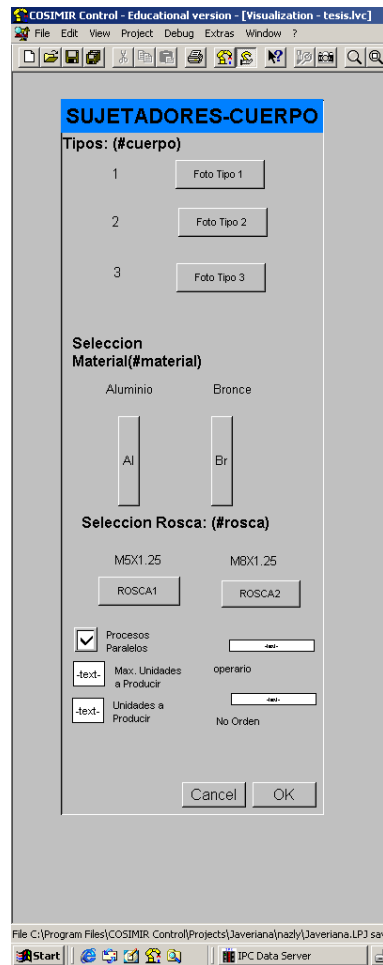 COSIMIR Control - Educational version - [Visualization - tesis.lvc]
File Edit View Project Debug Extras Window ?
SUJETADORES-CUERPO
Tipos: (#cuerpo)
1 Foto Tipo 1
2 Foto Tipo 2
3 Foto Tipo 3
Seleccion
Material(#material)
Aluminio Bronce
Al Br
Seleccion Rosca: (#rosca)
M5X1.25 M8X1.25
ROSCA1 ROSCA2
Procesos
Paralelos
-text-
-text- Max. Unidades
a Producir
operario
-text- Unidades a
Producir
-text-
No Orden
Cancel OK
File C:\Program Files\COSIMIR Control\Projects\Javeriana\nazly\Javeriana.LPJ sav
Start IPC Data Server